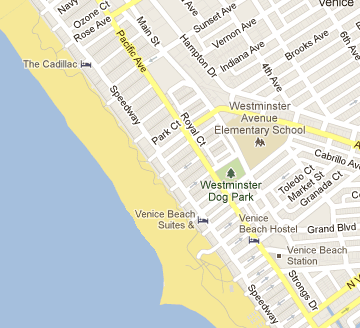 Navy
Ozone Ct
Rose Ave
Main St
Pacific Ave
Sunset Ave
Venice
Vernon Ave
Hampton Dr
Indiana Ave
Brooks Ave
6th Ave
4th Ave
The Cadillac
Speedway
Park Ct
Royal Ct
Westminster
Avenue
Elementary School
A
Cabrillo Av
Westminster
Dog Park
Toledo Ct
Market St
Granada Ct
Venice Beach
Suites &
Venice
Beach Hostel
Grand Blvd
Venice Beach
Station
Strongs Dr
Speedway
N V